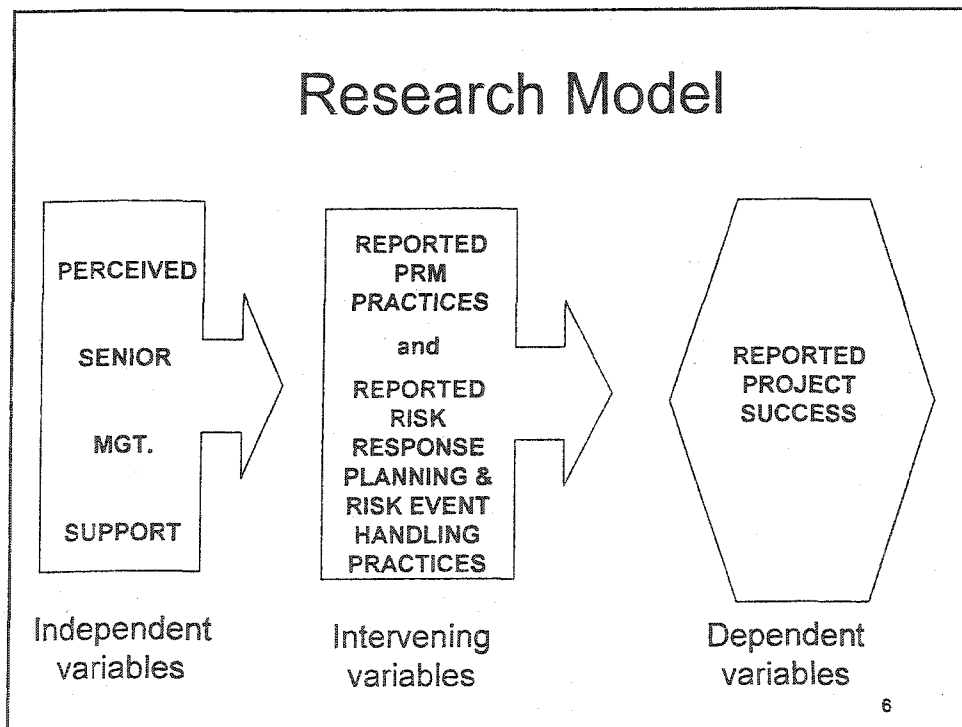 Research Model
PERCEIVED
SENIOR
MGT.
SUPPORT
REPORTED
PRM
PRACTICES
and
REPORTED
RISK
RESPONSE
PLANNING &
RISK EVENT
HANDLING
PRACTICES
REPORTED
PROJECT
SUCCESS
Independent
variables
Intervening
variables
Dependent
variables
6